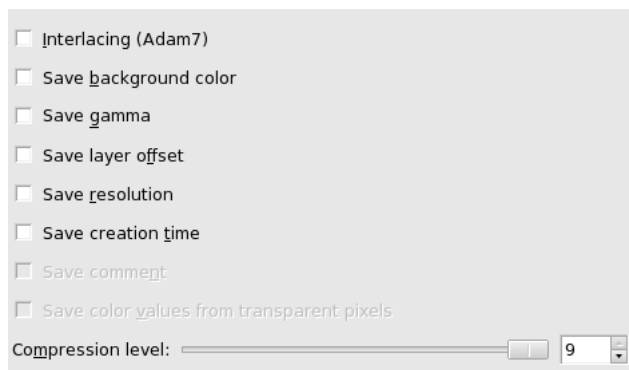 Interlacing (Adam7)
Save background color
Save gamma
Save layer offset
Save resolution
Save creation time
Save comment
Save color values from transparent pixels
Compression level: 9